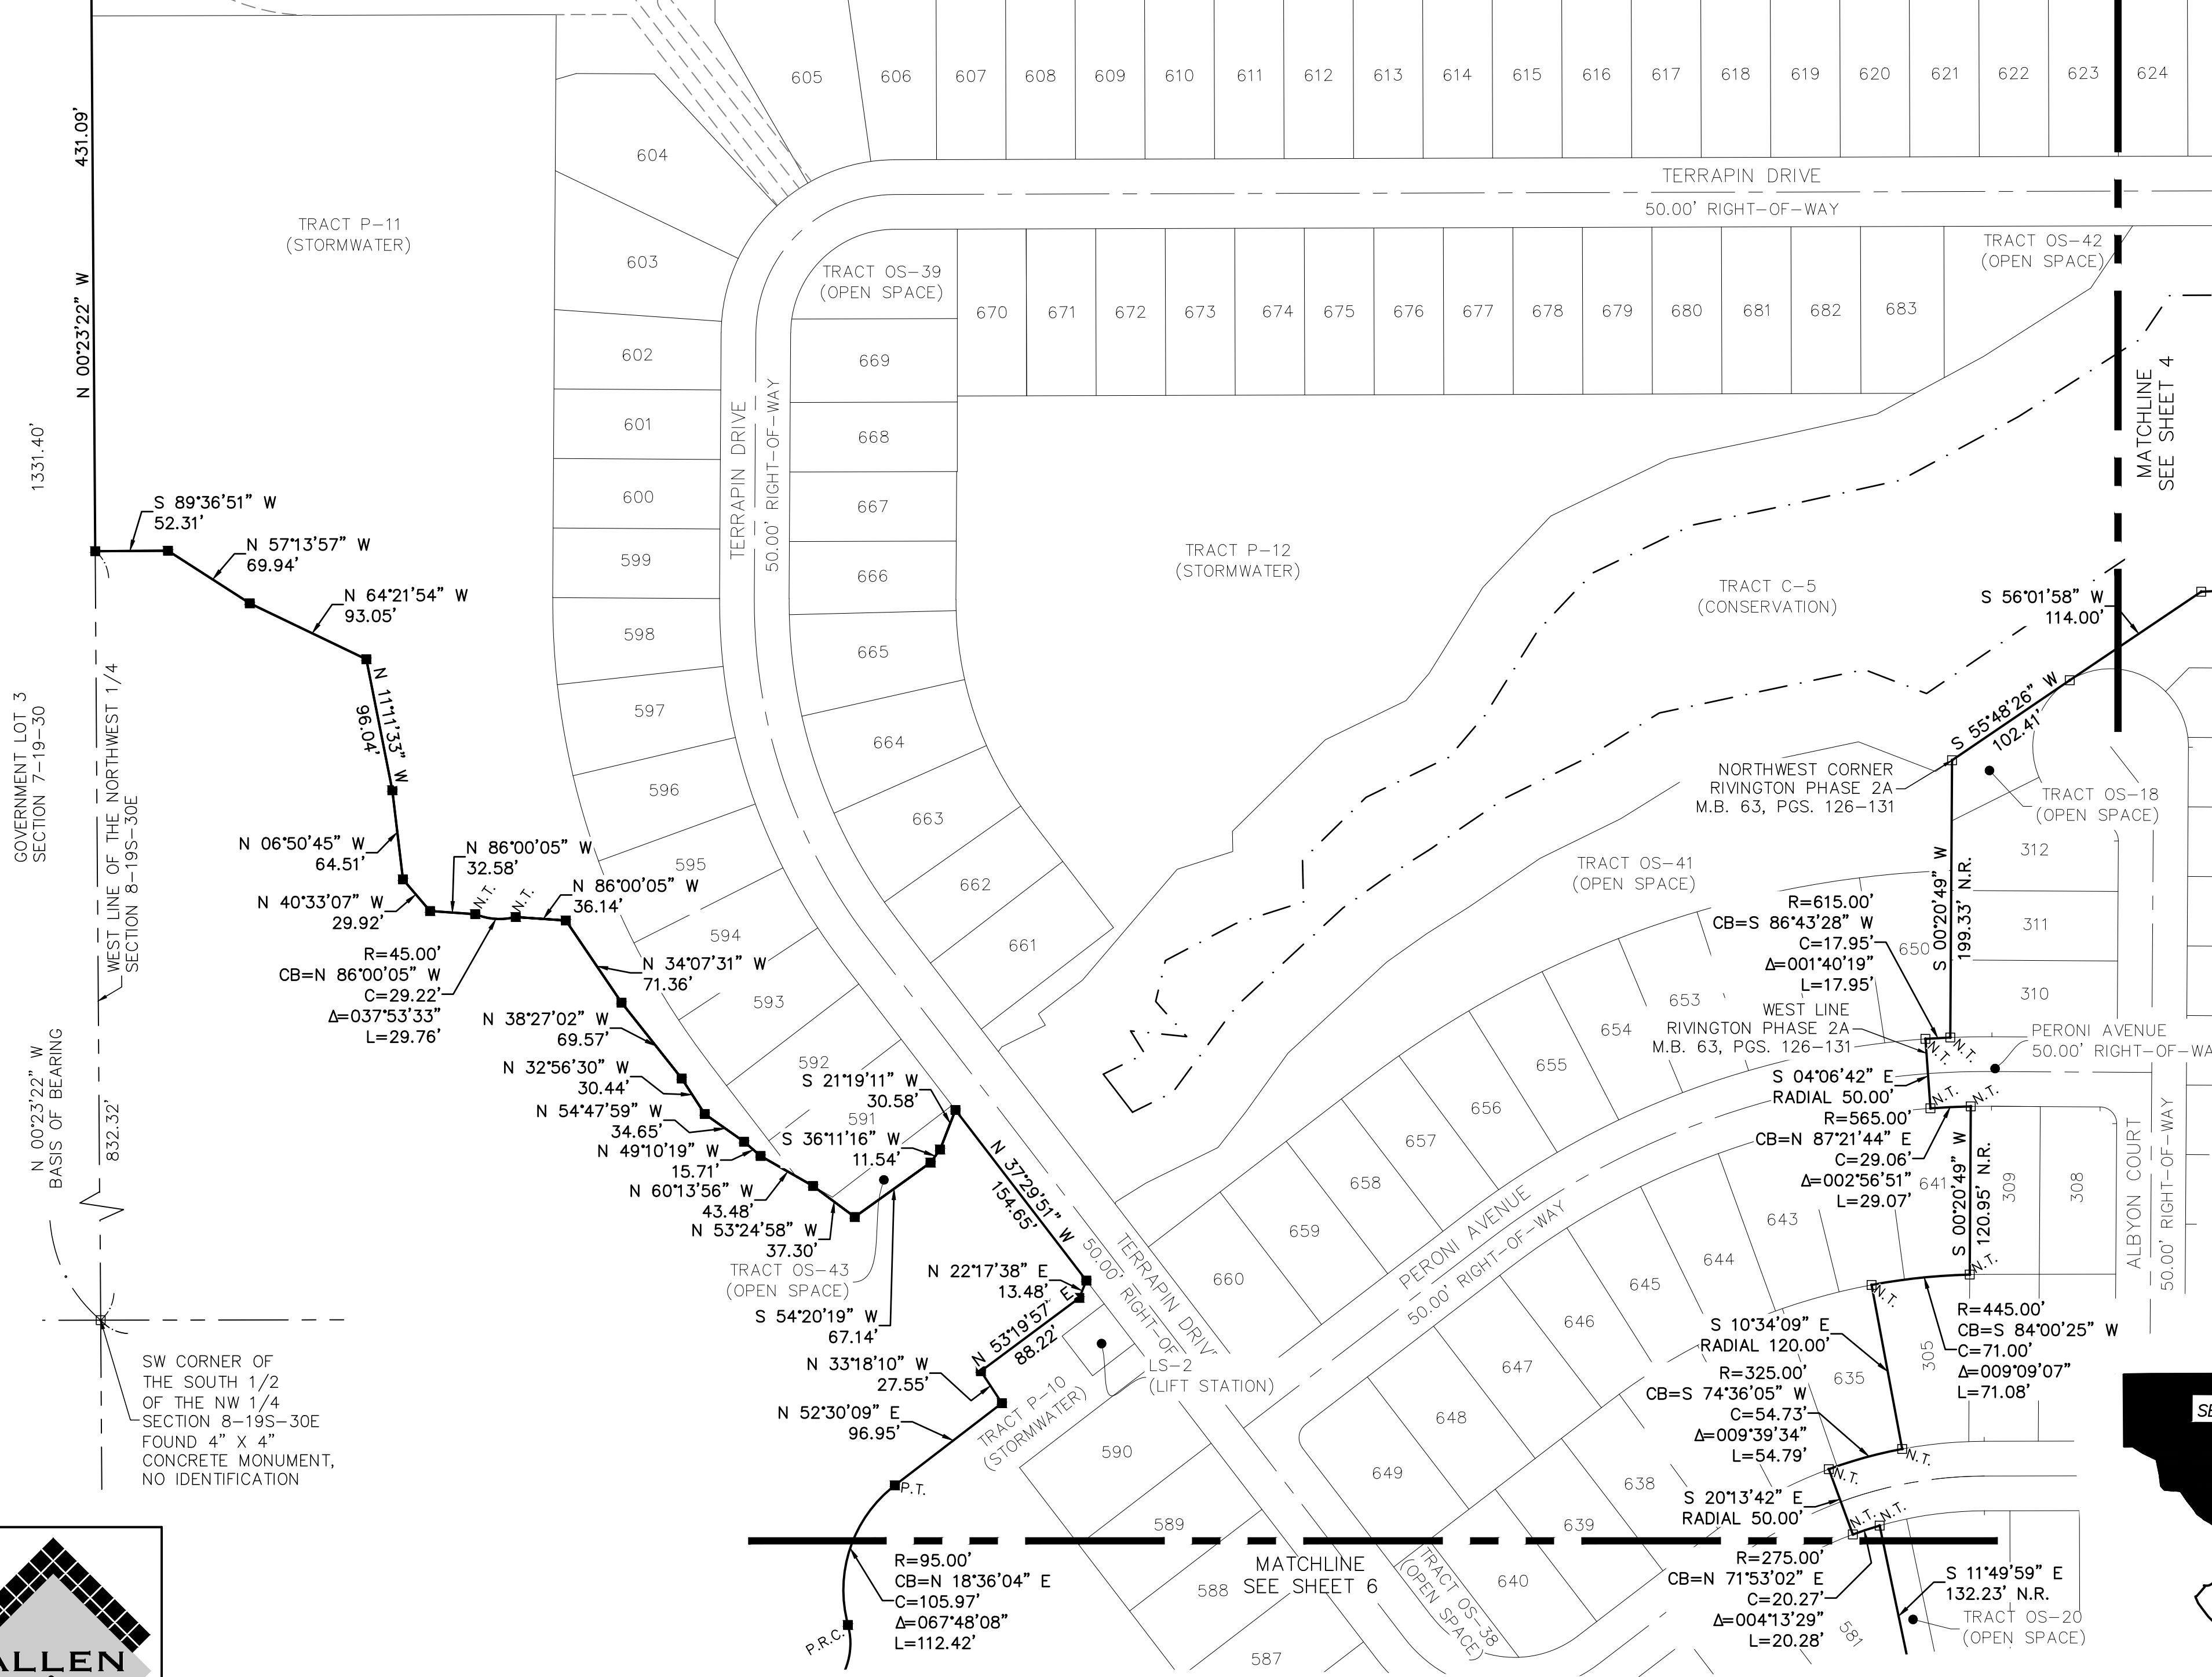 605
606
607
608
609
610
611
612
613
614
615
616
617
618
619
620
621
622
623
624
604
TERRAPIN DRIVE
50.00' RIGHT-OF-WAY
431.09'
N 00°23'22" W
1331.40'
TRACT P-11
(STORMWATER)
603
602
601
600
599
598
597
596
595
594
593
592
591
TRACT OS-39
(OPEN SPACE)
670
671
672
673
674
675
676
677
678
679
680
681
682
683
TRACT OS-42
(OPEN SPACE)
MATCHLINE
SEE SHEET 4
669
668
667
666
665
664
663
662
661
TERRAPIN DRIVE
50.00' RIGHT-OF-WAY
TRACT P-12
(STORMWATER)
TRACT C-5
(CONSERVATION)
S 56°01'58" W
114.00'
S 55°48'26" W
102.41'
NORTHWEST CORNER
RIVINGTON PHASE 2A
M.B. 63, PGS. 126-131
TRACT OS-18
(OPEN SPACE)
TRACT OS-41
(OPEN SPACE)
S 89°36'51" W
52.31'
N 57°13'57" W
69.94'
N 64°21'54" W
93.05'
N 11°11'33" W
96.04'
N 06°50'45" W
64.51'
N 40°33'07" W
29.92'
N 86°00'05" W
32.58'
N.T.
N.T.
N 86°00'05" W
36.14'
R=45.00'
CB=N 86°00'05" W
C=29.22'
Δ=037°53'33"
L=29.76'
N 34°07'31" W
71.36'
N 38°27'02" W
69.57'
N 32°56'30" W
30.44'
N 54°47'59" W
34.65'
N 49°10'19" W
15.71'
N 60°13'56" W
43.48'
N 53°24'58" W
37.30'
S 21°19'11" W
30.58'
S 36°11'16" W
11.54'
TRACT OS-43
(OPEN SPACE)
S 54°20'19" W
67.14'
N 37°29'51" W
154.65'
N 22°17'38" E
13.48'
N 53°19'57" E
88.22'
N 33°18'10" W
27.55'
N 52°30'09" E
96.95'
P.T.
R=95.00'
CB=N 18°36'04" E
C=105.97'
Δ=067°48'08"
L=112.42'
P.R.C.
GOVERNMENT LOT 3
SECTION 7-19-30
WEST LINE OF THE NORTHWEST 1/4
SECTION 8-19S-30E
N 00°23'22" W
BASIS OF BEARING
832.32'
SW CORNER OF
THE SOUTH 1/2
OF THE NW 1/4
SECTION 8-19S-30E
FOUND 4" X 4"
CONCRETE MONUMENT,
NO IDENTIFICATION
TERRAPIN DRIVE
50.00' RIGHT-OF-
LS-2
(LIFT STATION)
TRACT P-10
(STORMWATER)
590
589
588
587
MATCHLINE
SEE SHEET 6
PERONI AVENUE
50.00' RIGHT-OF-WAY
660
659
658
657
656
655
654
653
650
649
648
647
646
645
644
643
641
640
639
638
635
TRACT OS-38
(OPEN SPACE)
R=615.00'
CB=S 86°43'28" W
C=17.95'
Δ=001°40'19"
L=17.95'
S 00°20'49" W
199.33' N.R.
312
311
310
309
308
305
581
WEST LINE
RIVINGTON PHASE 2A
M.B. 63, PGS. 126-131
N.T.
N.T.
PERONI AVENUE
50.00' RIGHT-OF-WA
S 04°06'42" E
RADIAL 50.00'
N.T.
N.T.
R=565.00'
CB=N 87°21'44" E
C=29.06'
Δ=002°56'51"
L=29.07'
S 00°20'49" W
120.95' N.R.
ALBYON COURT
50.00' RIGHT-OF-WAY
N.T.
N.T.
R=445.00'
CB=S 84°00'25" W
C=71.00'
Δ=009°09'07"
L=71.08'
S 10°34'09" E
RADIAL 120.00'
R=325.00'
CB=S 74°36'05" W
C=54.73'
Δ=009°39'34"
L=54.79'
N.T.
N.T.
S 20°13'42" E
RADIAL 50.00'
N.T.
N.T.
R=275.00'
CB=N 71°53'02" E
C=20.27'
Δ=004°13'29"
L=20.28'
S 11°49'59" E
132.23' N.R.
TRACT OS-20
(OPEN SPACE)
ALLEN